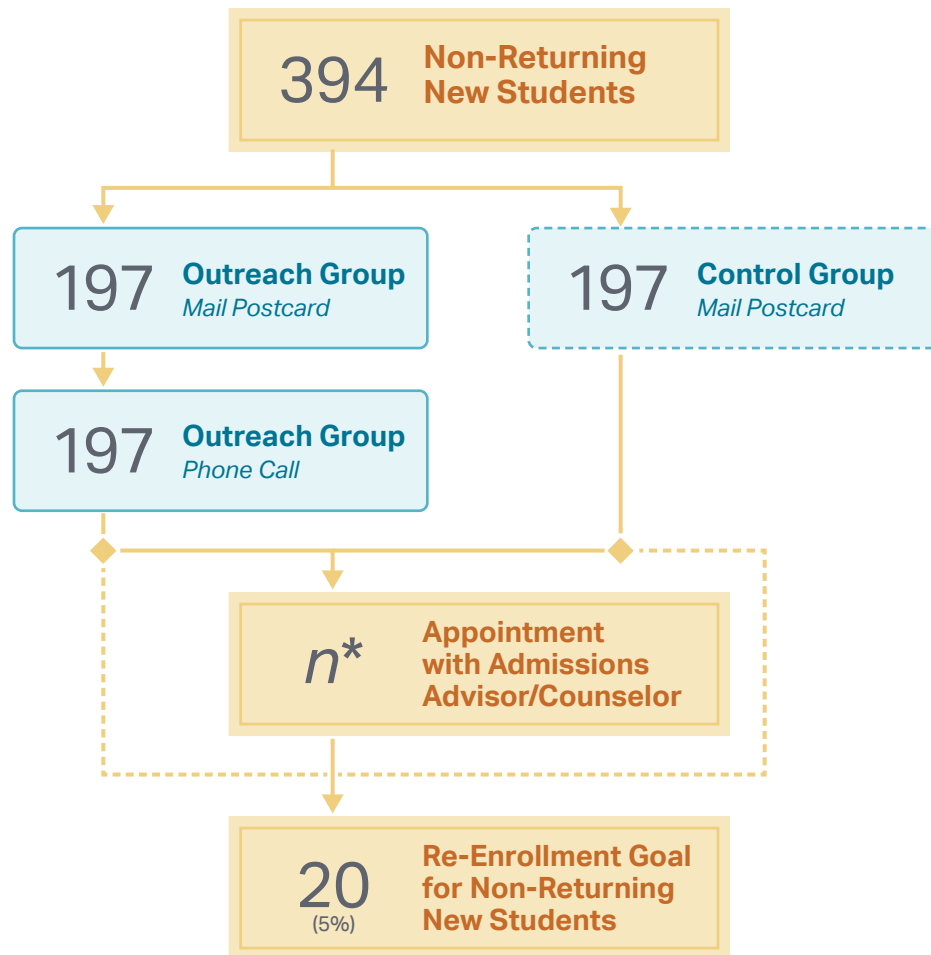 394
Non-Returning
New Students
197
Outreach Group
Mail Postcard
197
Control Group
Mail Postcard
197
Outreach Group
Phone Call
n*
Appointment
with Admissions
Advisor/Counselor
20
(5%)
Re-Enrollment Goal
for Non-Returning
New Students